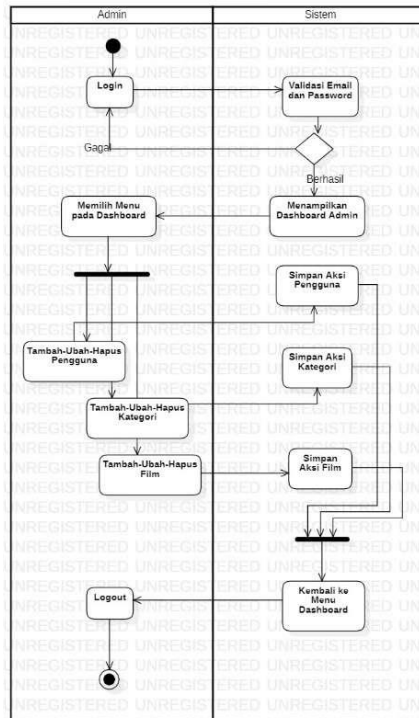 Admin
Sistem
Login
Validasi Email
dan Password
Gagal
Berhasil
Memilih Menu
pada Dashboard
Menampilkan
Dashboard Admin
Simpan Aksi
Pengguna
Tambah-Ubah-Hapus
Pengguna
Simpan Aksi
Kategori
Tambah-Ubah-Hapus
Kategori
Tambah-Ubah-Hapus
Film
Simpan
Aksi Film
Logout
Kembali ke
Menu
Dashboard
UNREGISTERED